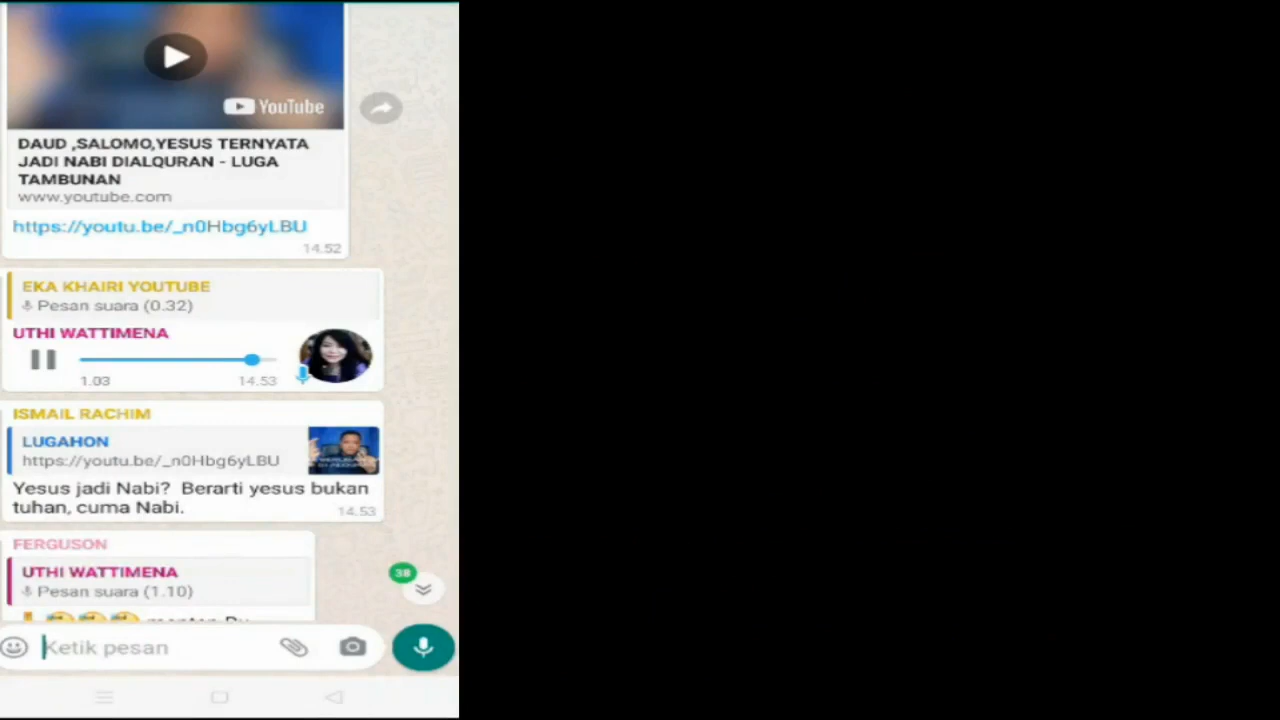 YouTube
DAUD ,SALOMO,YESUS TERNYATA
JADI NABI DIALQURAN - LUGA
TAMBUNAN
www.youtube.com
https://youtu.be/_n0Hbg6yLBU
14.52
EKA KHAIRI YOUTUBE
Pesan suara (0.32)
UTHI WATTIMENA
1.03
14.53
ISMAIL RACHIM
LUGAHON
https://youtu.be/_n0Hbg6yLBU
Yesus jadi Nabi? Berarti yesus bukan
tuhan, cuma Nabi.
14.53
FERGUSON
UTHI WATTIMENA
Pesan suara (1.10)
38
Ketik pesan